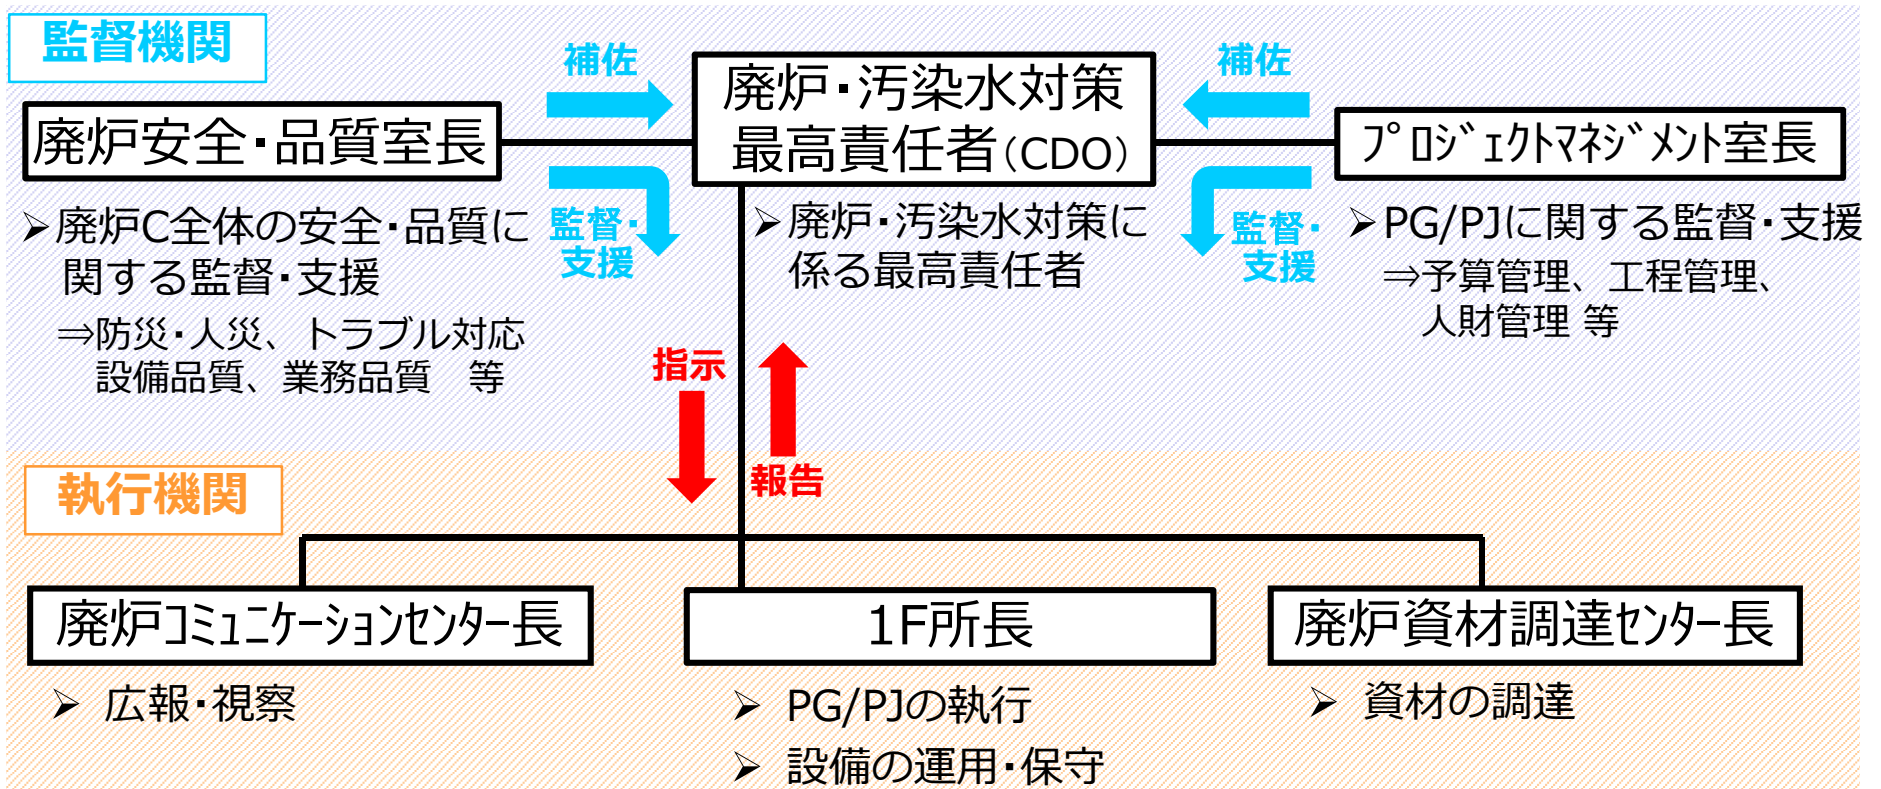 監督機関
補佐
補佐
廃炉・汚染水対策
最高責任者(CDO)
廃炉安全・品質室長
ﾌﾟﾛｼﾞｪｸﾄﾏﾈｼﾞﾒﾝﾄ室長
監督・
支援
監督・
支援
➢廃炉C全体の安全・品質に
関する監督・支援
⇒防災・人災、トラブル対応
設備品質、業務品質　等
➢廃炉・汚染水対策に
係る最高責任者
➢PG/PJに関する監督・支援
⇒予算管理、工程管理、
人財管理 等
指示
報告
執行機関
廃炉ｺﾐｭﾆｹｰｼｮﾝｾﾝﾀｰ長
1F所長
廃炉資材調達ｾﾝﾀｰ長
➢ 広報・視察
➢ PG/PJの執行
➢ 設備の運用・保守
➢ 資材の調達